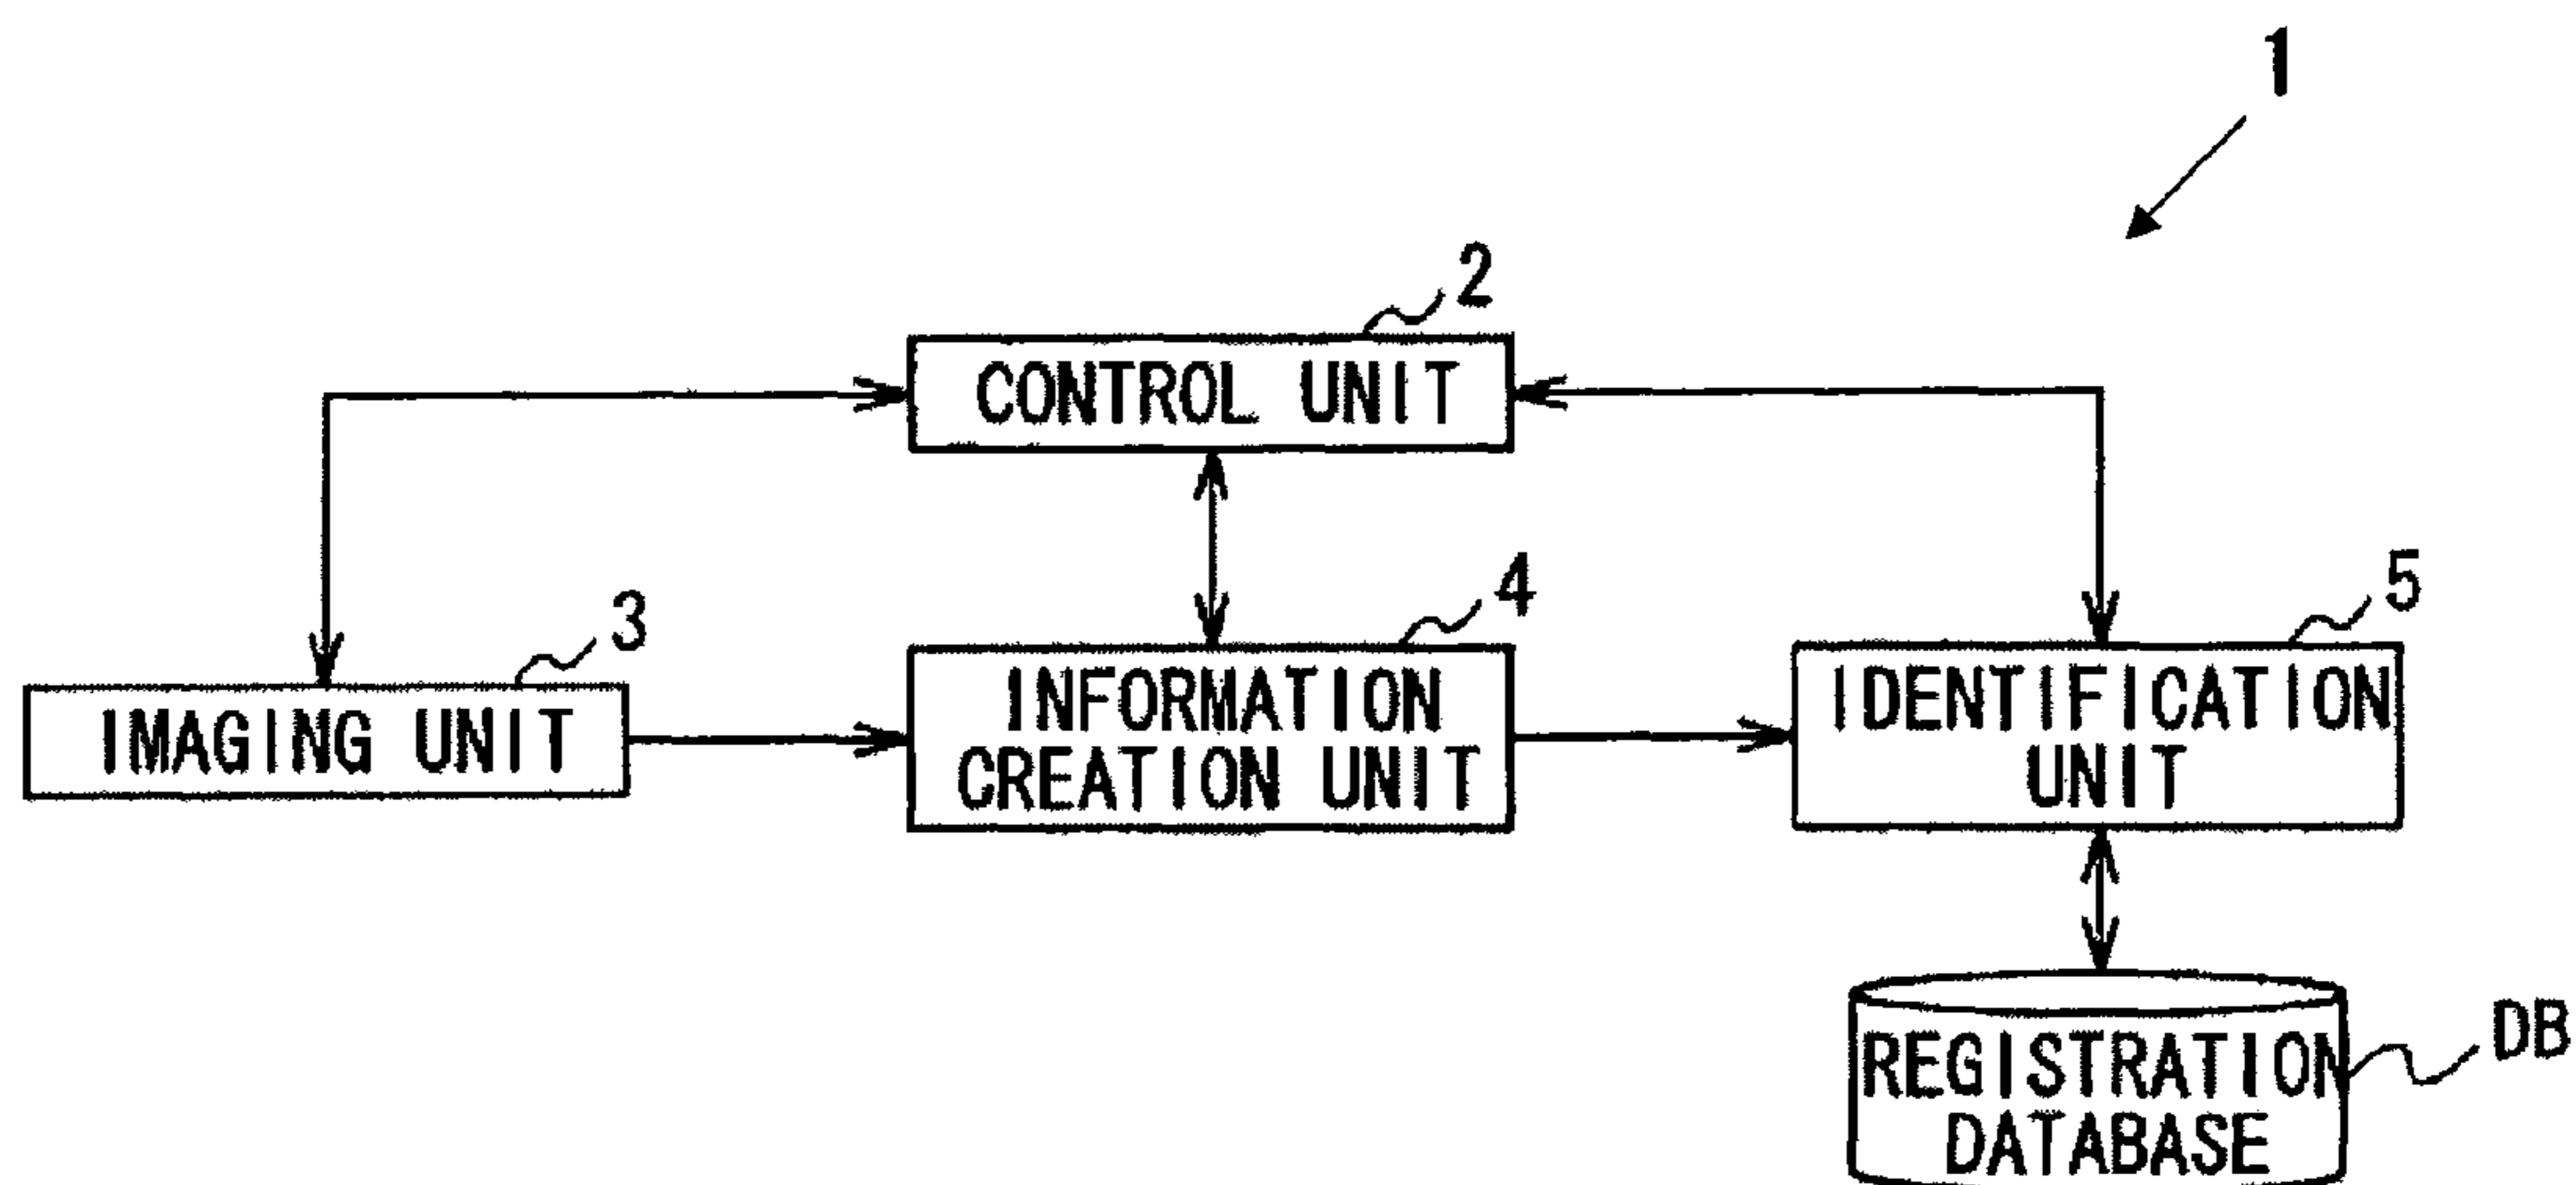 1
2
CONTROL UNIT
3
IMAGING UNIT
4
INFORMATION
CREATION UNIT
5
IDENTIFICATION
UNIT
REGISTRATION
DATABASE
DB